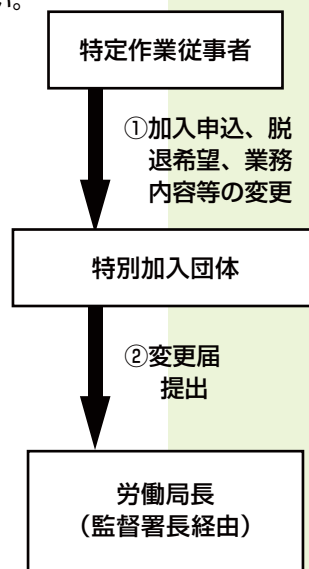 い。
特定作業従事者
①加入申込、脱
退希望、業務
内容等の変更
特別加入団体
②変更届
提出
労働局長
（監督署長経由）